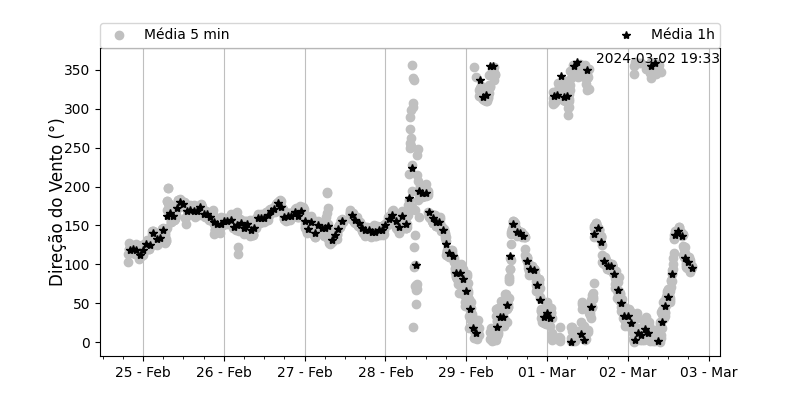 Média 5 min
Média 1h
2024-03-02 19:33
Direção do Vento (°)
350
300
250
200
150
100
50
0
25 - Feb
26 - Feb
27 - Feb
28 - Feb
29 - Feb
01 - Mar
02 - Mar
03 - Mar